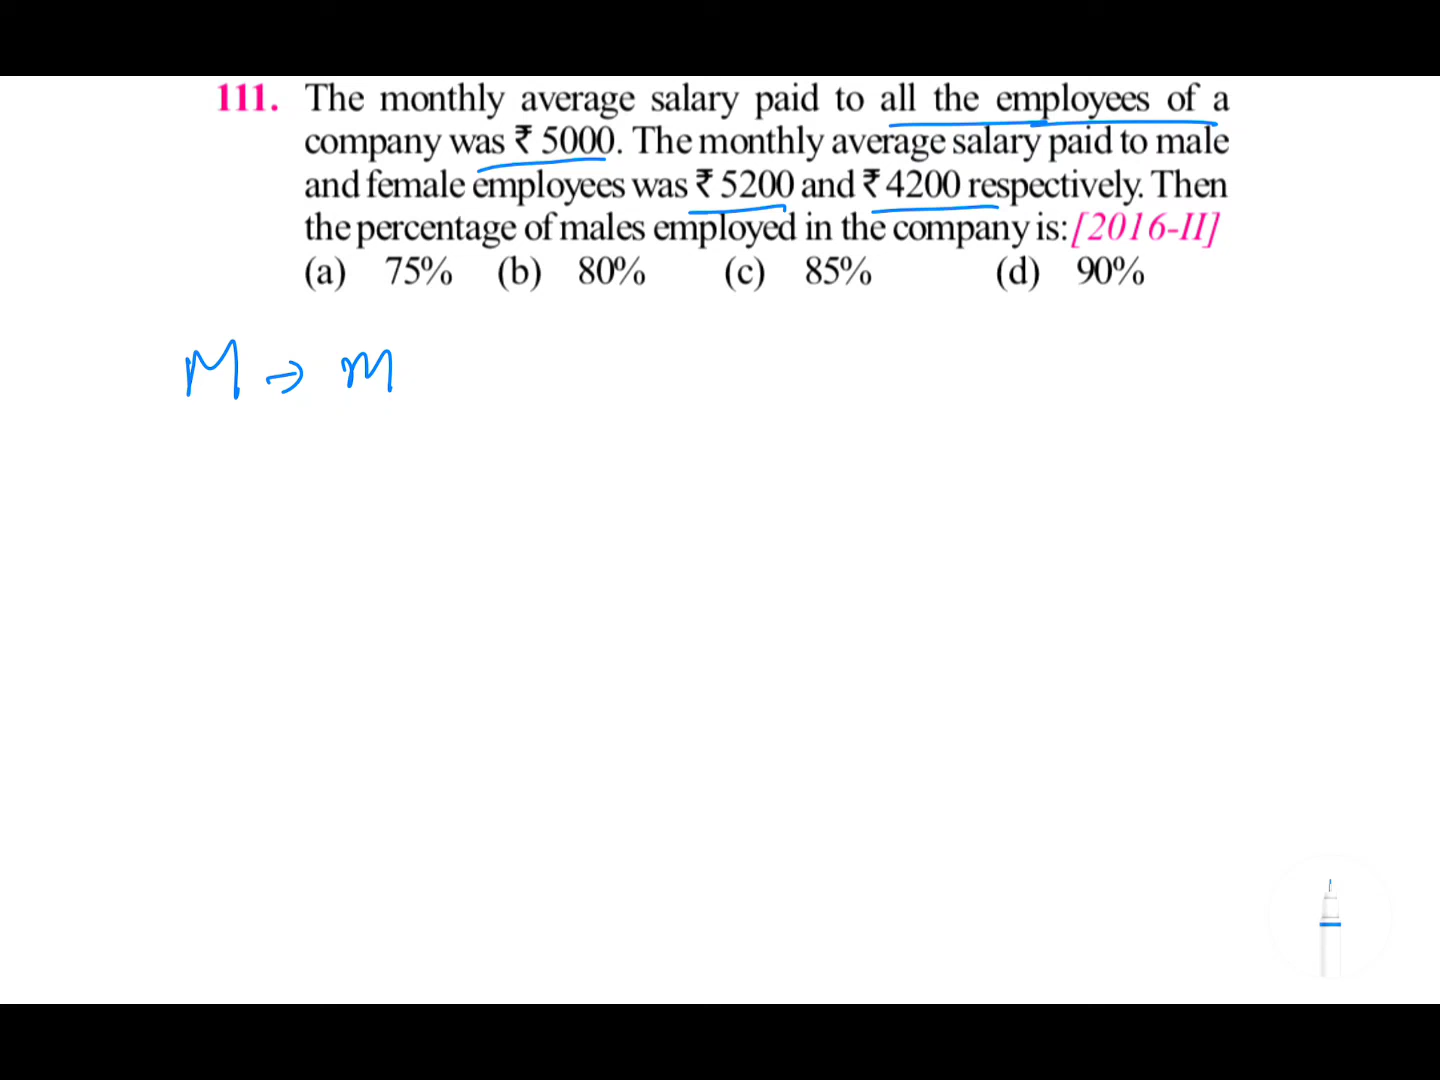 111. The monthly average salary paid to all the employees of a
company was ₹ 5000. The monthly average salary paid to male
and female employees was ₹ 5200 and ₹ 4200 respectively. Then
the percentage of males employed in the company is: [2016-II]
(a) 75% (b) 80% (c) 85% (d) 90%
M → m